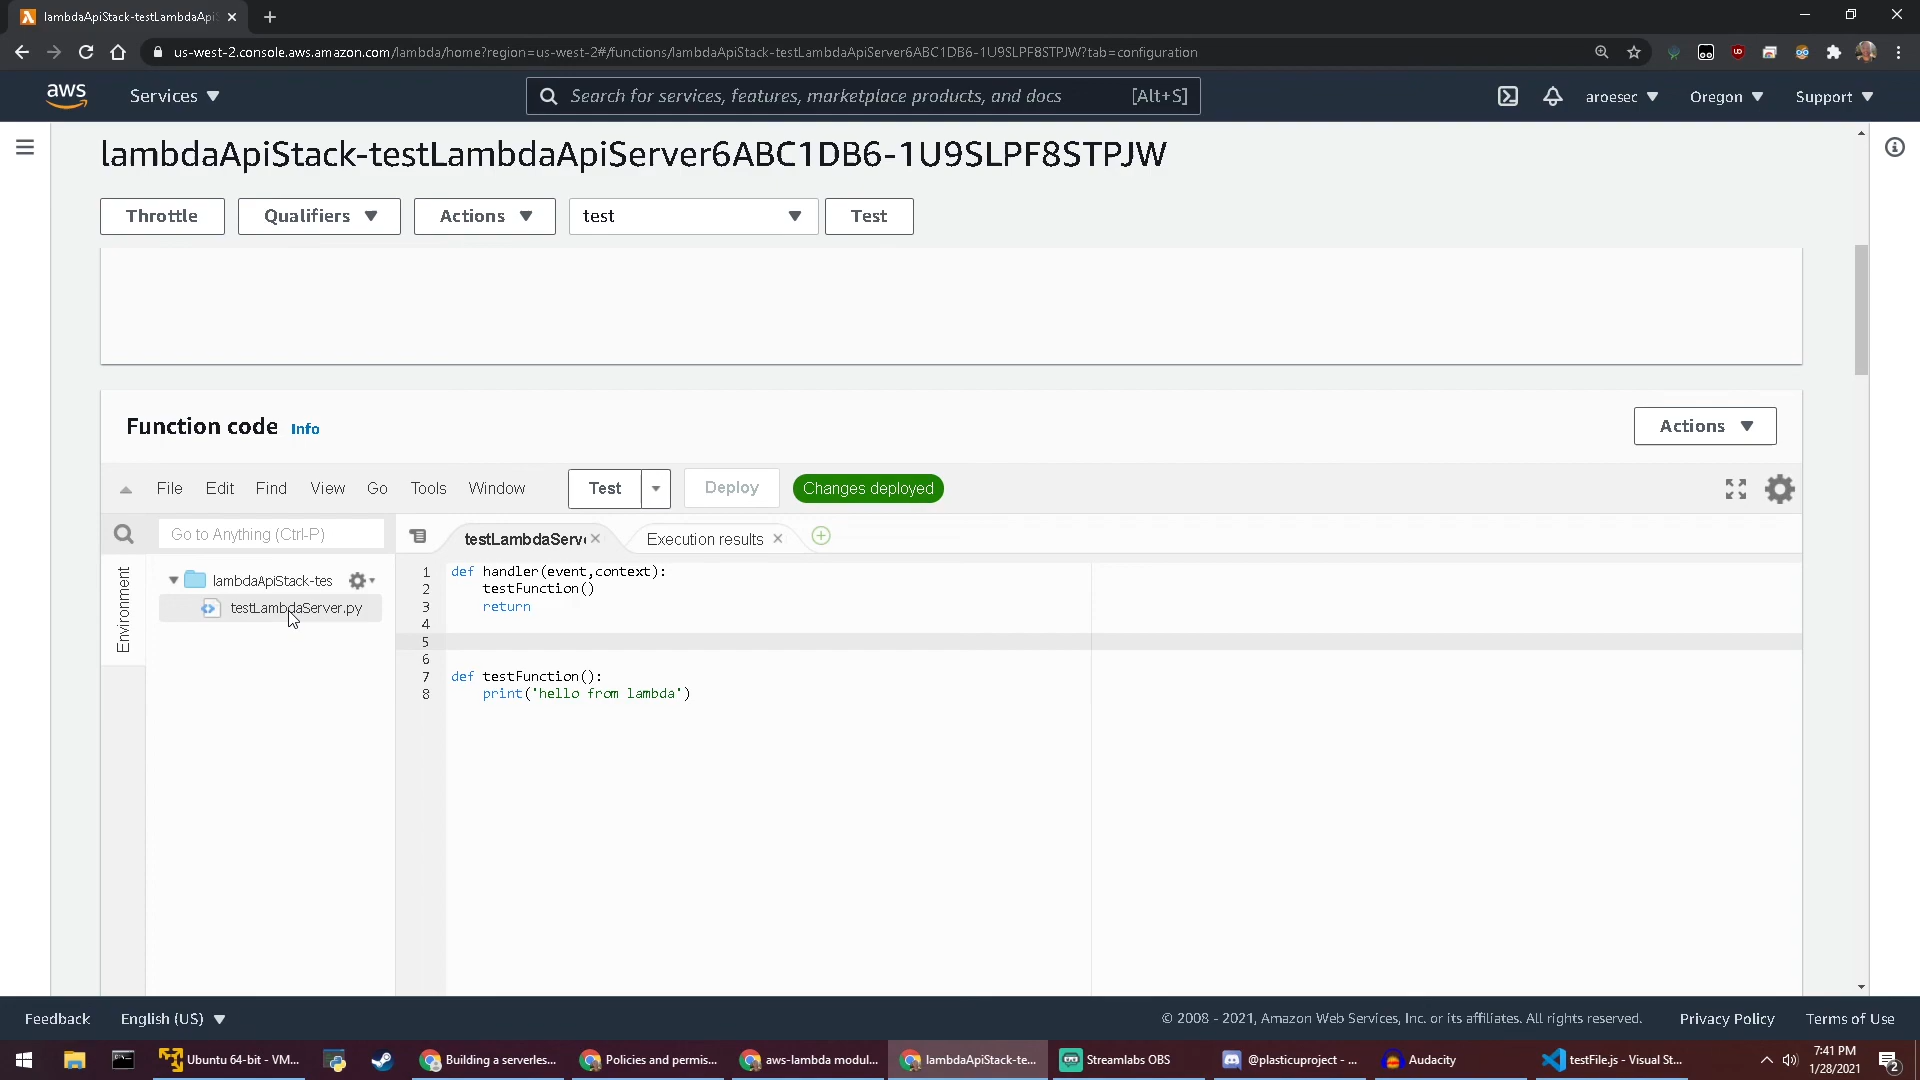 lambdaApiStack-testLambdaApi
us-west-2.console.aws.amazon.com/lambda/home?region=us-west-2#/functions/lambdaApiStack-testLambdaApiServer6ABC1DB6-1U9SLPF8STPJW?tab=configuration
aws
Services
Search for services, features, marketplace products, and docs [Alt+S]
aroesec
Oregon
Support
lambdaApiStack-testLambdaApiServer6ABC1DB6-1U9SLPF8STPJW
Throttle
Qualifiers
Actions
test
Test
Function code Info
Actions
File Edit Find View Go Tools Window
Test
Deploy
Changes deployed
Go to Anything (Ctrl-P)
testLambdaServ
Execution results
Environment
lambdaApiStack-tes
testLambdaServer.py
1 def handler(event,context):
2 testFunction()
3 return
4
5
6
7 def testFunction():
8 print('hello from lambda')
Feedback
English (US)
© 2008 - 2021, Amazon Web Services, Inc. or its affiliates. All rights reserved.
Privacy Policy
Terms of Use
Ubuntu 64-bit - VM...
Building a serverles...
Policies and permis...
aws-lambda modul...
lambdaApiStack-te...
Streamlabs OBS
@plasticuproject - ...
Audacity
testFile.js - Visual St...
7:41 PM
1/28/2021
2